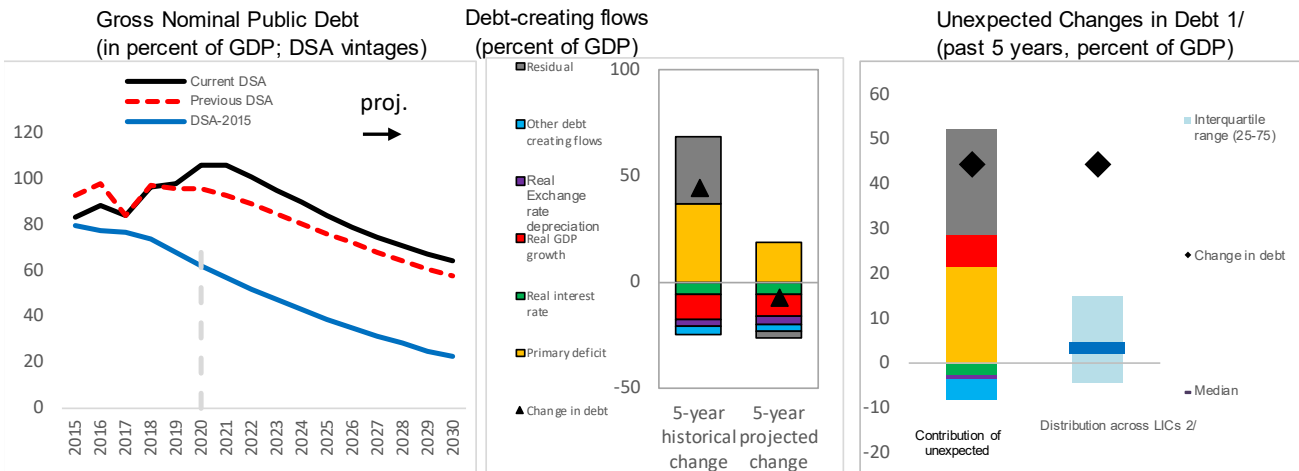 Gross Nominal Public Debt
(in percent of GDP; DSA vintages)
Current DSA
Previous DSA
DSA-2015
proj.
120
100
80
60
40
20
0
2015
2016
2017
2018
2019
2020
2021
2022
2023
2024
2025
2026
2027
2028
2029
2030
Debt-creating flows
(percent of GDP)
Residual
Other debt
creating flows
Real
Exchange
rate
depreciation
Real GDP
growth
Real interest
rate
Primary deficit
Change in debt
100
50
0
-50
5-year
historical
change
5-year
projected
change
Unexpected Changes in Debt 1/
(past 5 years, percent of GDP)
60
50
40
30
20
10
0
-10
-20
Contribution of
unexpected
Distribution across LICs 2/
Interquartile
range (25-75)
Change in debt
Median